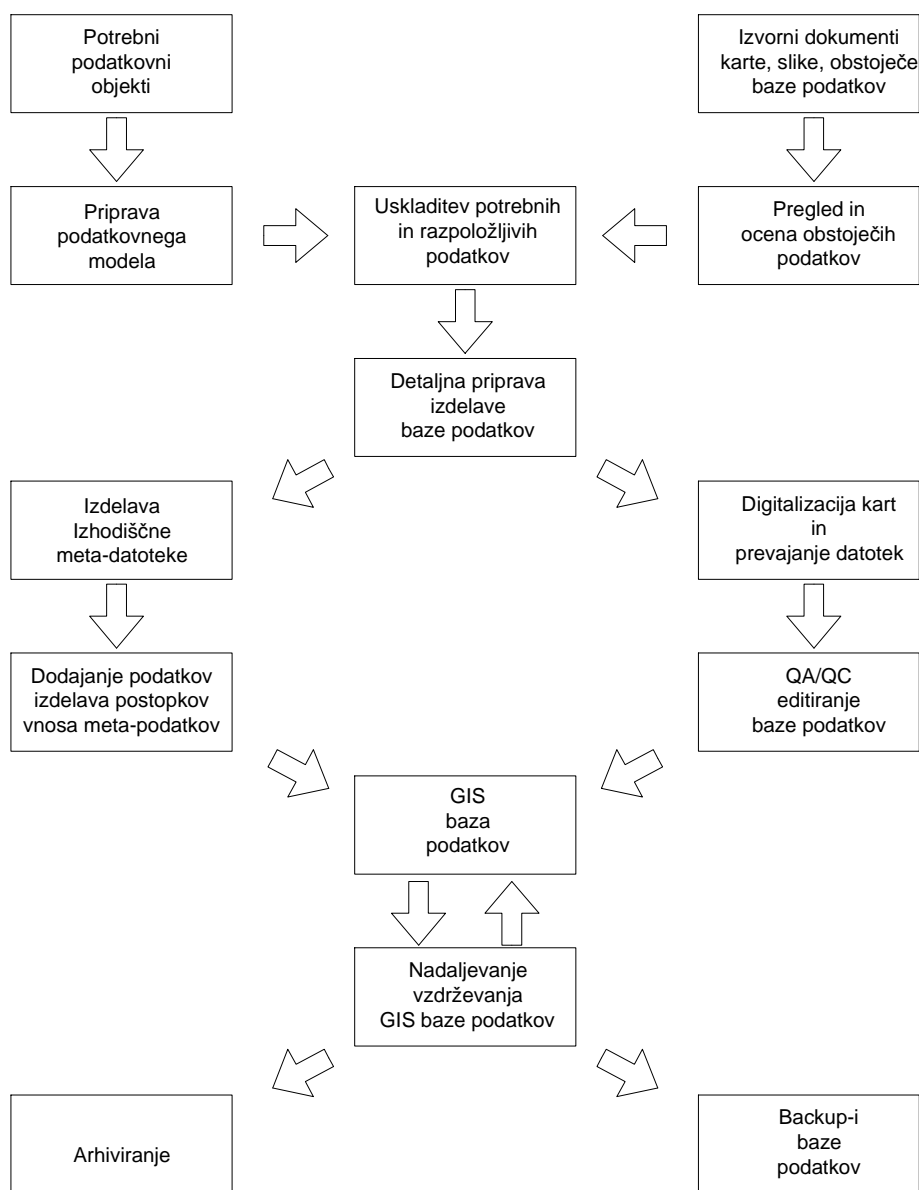 Potrebni
podatkovni
objekti
Izvorni dokumenti
karte, slike, obstoječe
baze podatkov
Priprava
podatkovnega
modela
Uskladitev potrebnih
in razpoložljivih
podatkov
Pregled in
ocena obstoječih
podatkov
Detaljna priprava
izdelave
baze podatkov
Izdelava
Izhodiščne
meta-datoteke
Digitalizacija kart
in
prevajanje datotek
Dodajanje podatkov
izdelava postopkov
vnosa meta-podatkov
QA/QC
editiranje
baze podatkov
GIS
baza
podatkov
Nadaljevanje
vzdrževanja
GIS baze podatkov
Arhiviranje
Backup-i
baze
podatkov